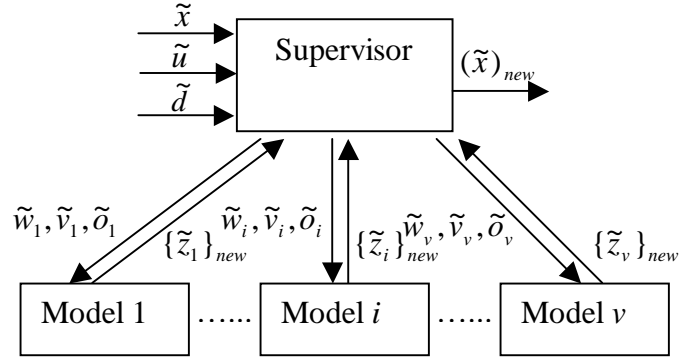 x̃
ũ
d̃
Supervisor
(x̃)new
w̃1, ṽ1, õ1
{z̃1}new
w̃i, ṽi, õi
{z̃i}new
w̃v, ṽv, õv
{z̃v}new
Model 1
......
Model i
......
Model v